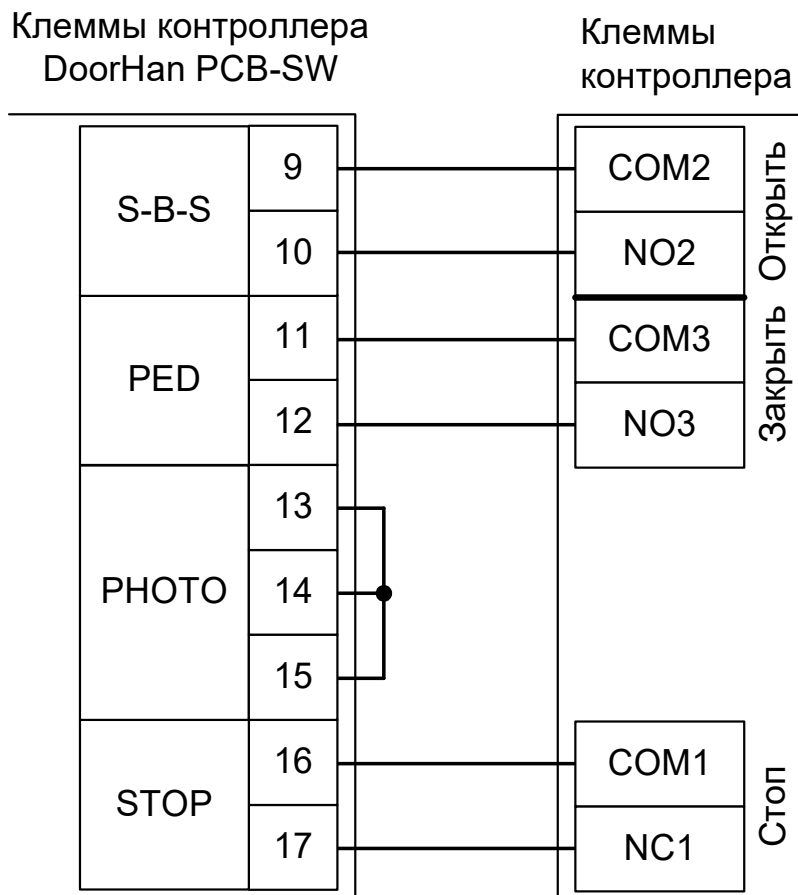 Клеммы контроллера
DoorHan PCB-SW
Клеммы
контроллера
S-B-S
9
10
PED
11
12
PHOTO
13
14
15
STOP
16
17
COM2
NO2
Открыть
COM3
NO3
Закрыть
COM1
NC1
Стоп